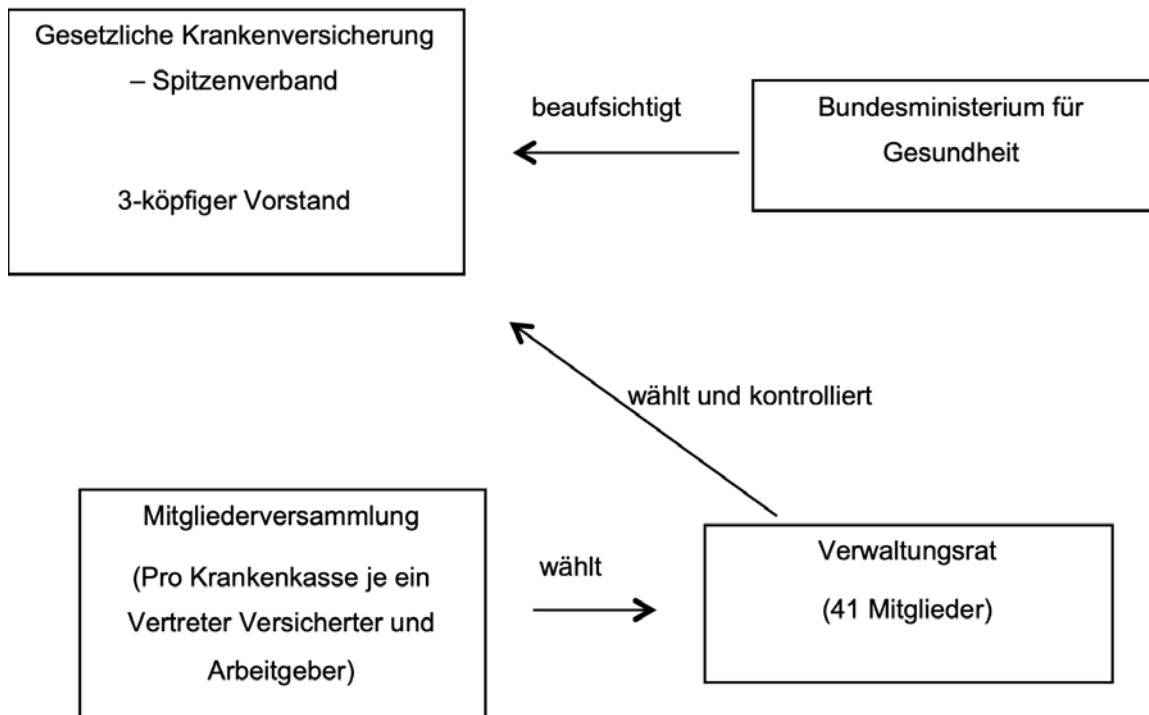 Gesetzliche Krankenversicherung
– Spitzenverband
3-köpfiger Vorstand
beaufsichtigt
Bundesministerium für
Gesundheit
wählt und kontrolliert
Mitgliederversammlung
(Pro Krankenkasse je ein
Vertreter Versicherter und
Arbeitgeber)
wählt
Verwaltungsrat
(41 Mitglieder)